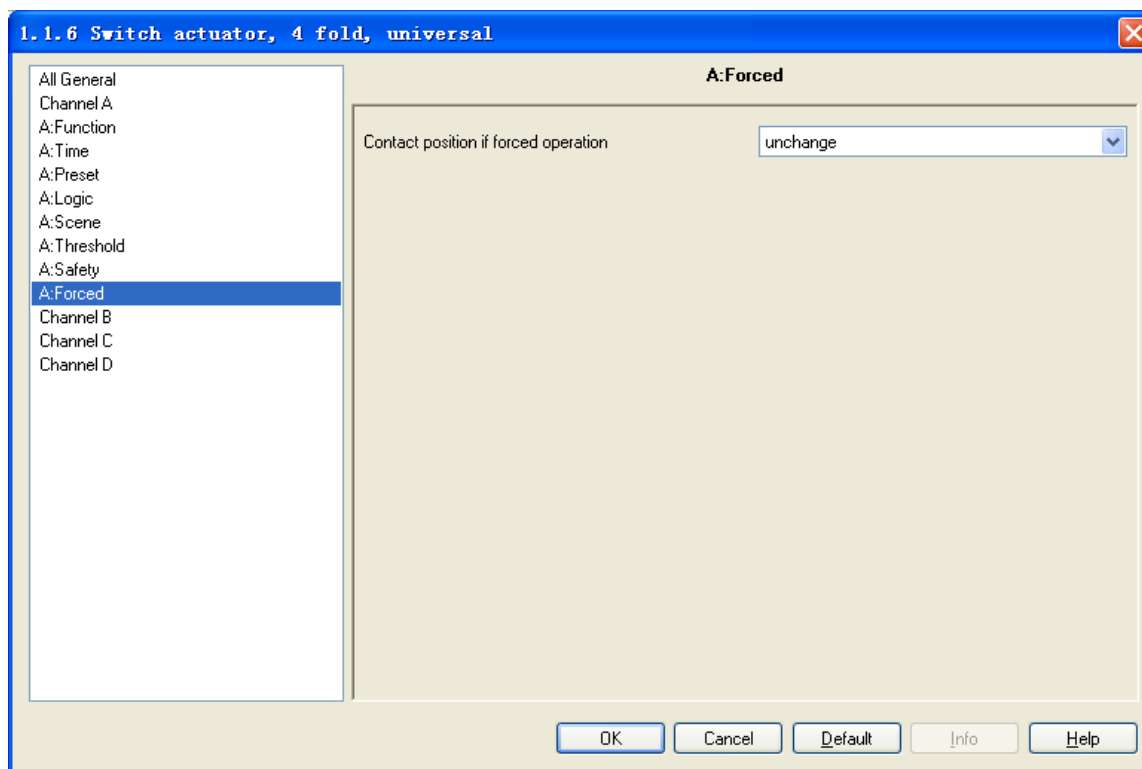 1.1.6 Switch actuator, 4 fold, universal
All General
Channel A
A:Function
A:Time
A:Preset
A:Logic
A:Scene
A:Threshold
A:Safety
A:Forced
Channel B
Channel C
Channel D
A:Forced
Contact position if forced operation
unchange
OK
Cancel
Default
Info
Help